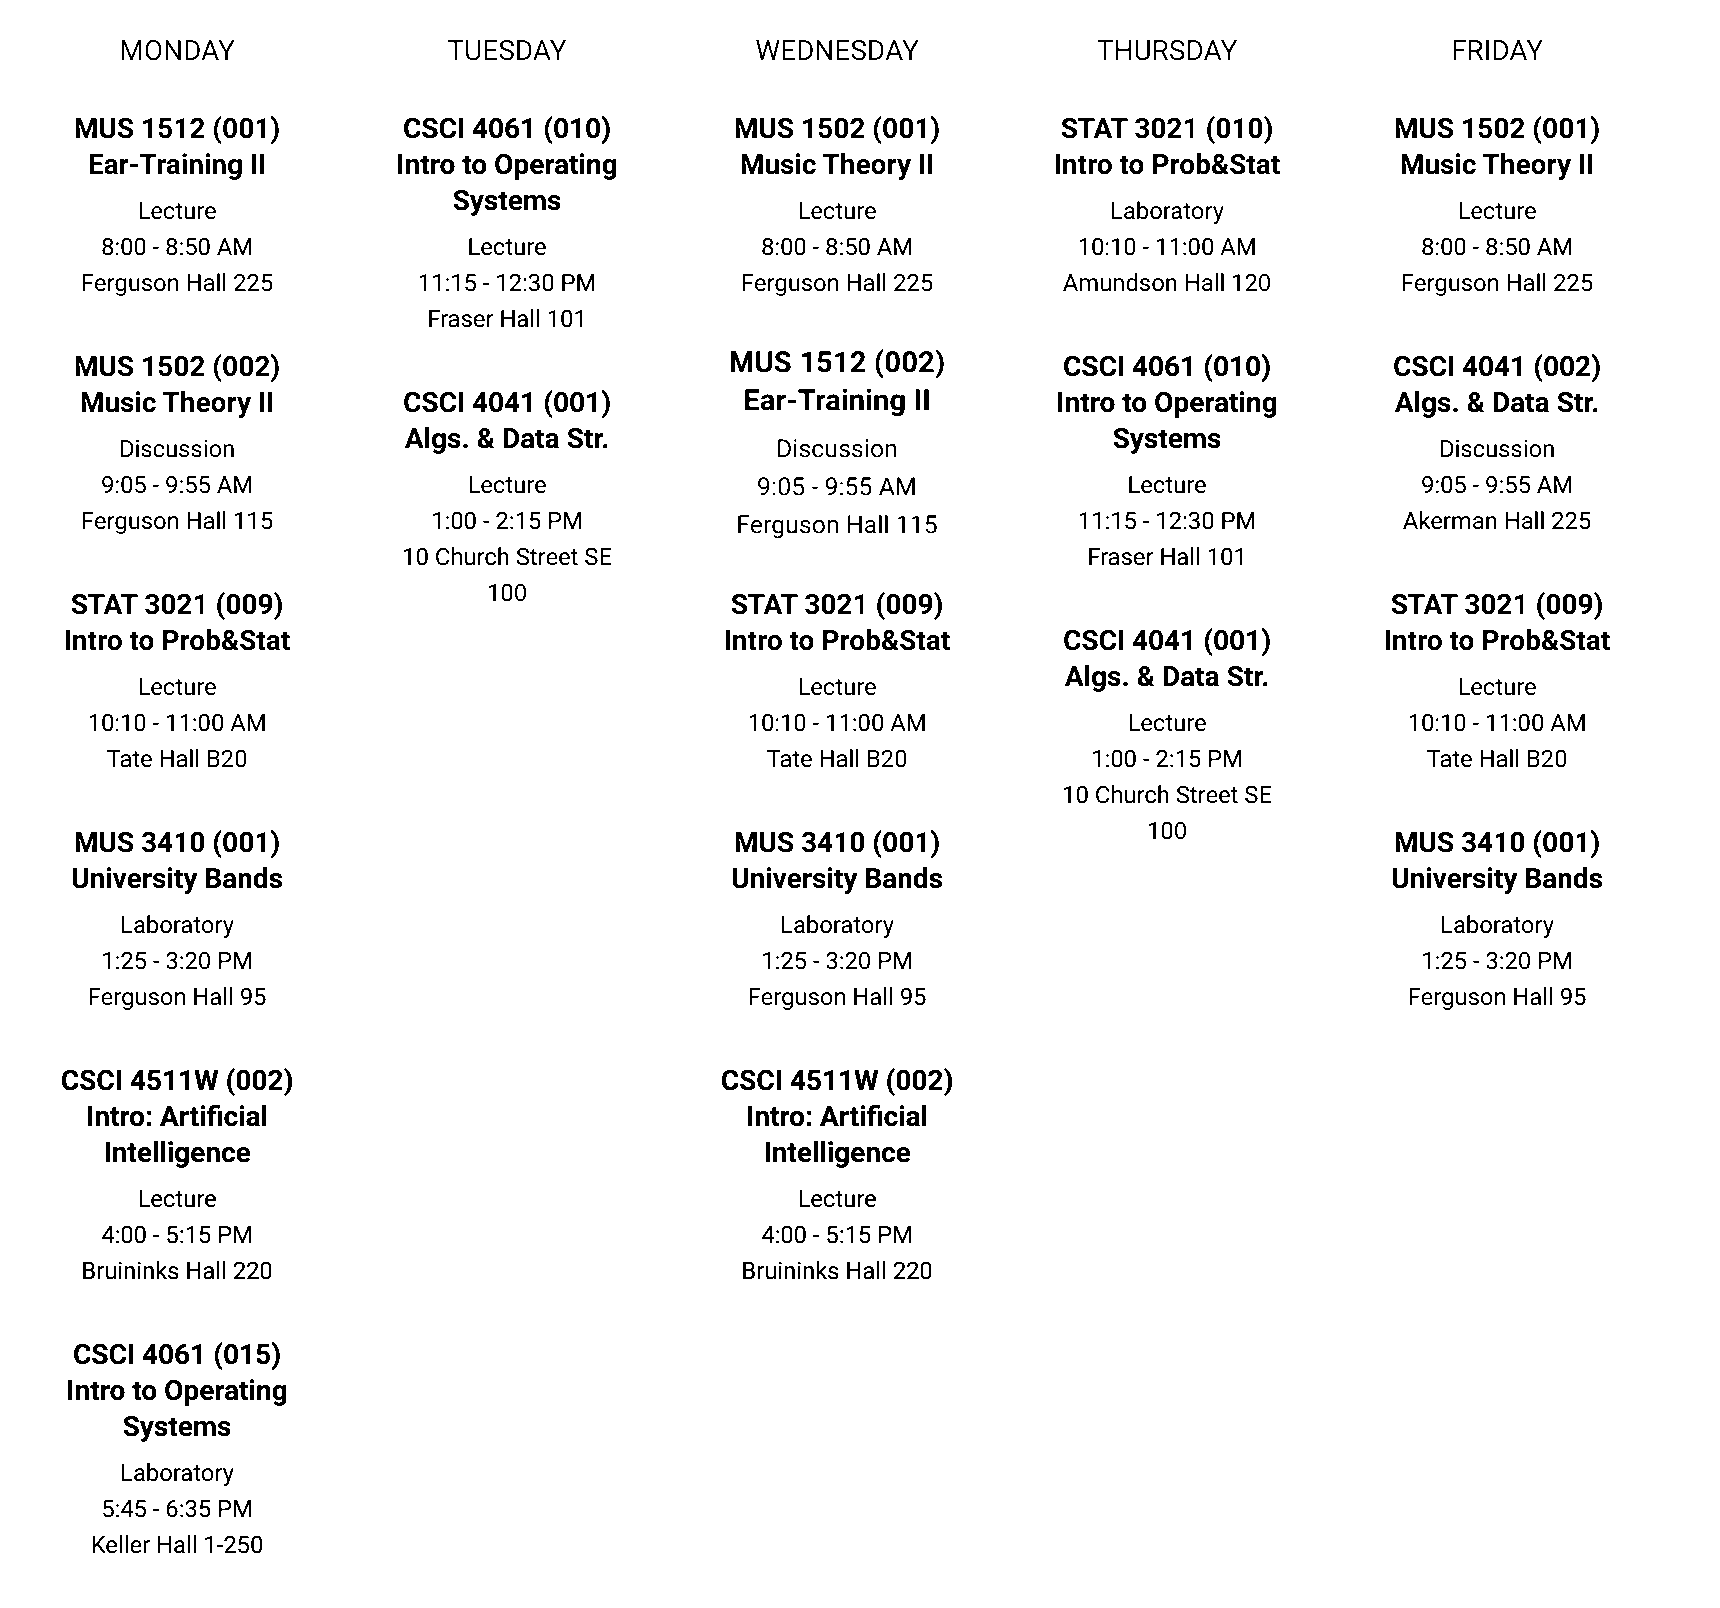 MONDAY
MUS 1512 (001)
Ear-Training II
Lecture
8:00 - 8:50 AM
Ferguson Hall 225
MUS 1502 (002)
Music Theory II
Discussion
9:05 - 9:55 AM
Ferguson Hall 115
STAT 3021 (009)
Intro to Prob&Stat
Lecture
10:10 - 11:00 AM
Tate Hall B20
MUS 3410 (001)
University Bands
Laboratory
1:25 - 3:20 PM
Ferguson Hall 95
CSCI 4511W (002)
Intro: Artificial
Intelligence
Lecture
4:00 - 5:15 PM
Bruininks Hall 220
CSCI 4061 (015)
Intro to Operating
Systems
Laboratory
5:45 - 6:35 PM
Keller Hall 1-250
TUESDAY
CSCI 4061 (010)
Intro to Operating
Systems
Lecture
11:15 - 12:30 PM
Fraser Hall 101
CSCI 4041 (001)
Algs. & Data Str.
Lecture
1:00 - 2:15 PM
10 Church Street SE
100
WEDNESDAY
MUS 1502 (001)
Music Theory II
Lecture
8:00 - 8:50 AM
Ferguson Hall 225
MUS 1512 (002)
Ear-Training II
Discussion
9:05 - 9:55 AM
Ferguson Hall 115
STAT 3021 (009)
Intro to Prob&Stat
Lecture
10:10 - 11:00 AM
Tate Hall B20
MUS 3410 (001)
University Bands
Laboratory
1:25 - 3:20 PM
Ferguson Hall 95
CSCI 4511W (002)
Intro: Artificial
Intelligence
Lecture
4:00 - 5:15 PM
Bruininks Hall 220
THURSDAY
STAT 3021 (010)
Intro to Prob&Stat
Laboratory
10:10 - 11:00 AM
Amundson Hall 120
CSCI 4061 (010)
Intro to Operating
Systems
Lecture
11:15 - 12:30 PM
Fraser Hall 101
CSCI 4041 (001)
Algs. & Data Str.
Lecture
1:00 - 2:15 PM
10 Church Street SE
100
FRIDAY
MUS 1502 (001)
Music Theory II
Lecture
8:00 - 8:50 AM
Ferguson Hall 225
CSCI 4041 (002)
Algs. & Data Str.
Discussion
9:05 - 9:55 AM
Akerman Hall 225
STAT 3021 (009)
Intro to Prob&Stat
Lecture
10:10 - 11:00 AM
Tate Hall B20
MUS 3410 (001)
University Bands
Laboratory
1:25 - 3:20 PM
Ferguson Hall 95